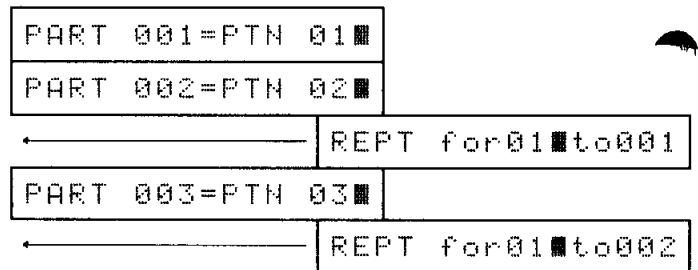 PART 001=PTN 01■
PART 002=PTN 02■
REPT for01■to001
PART 003=PTN 03■
REPT for01■to002